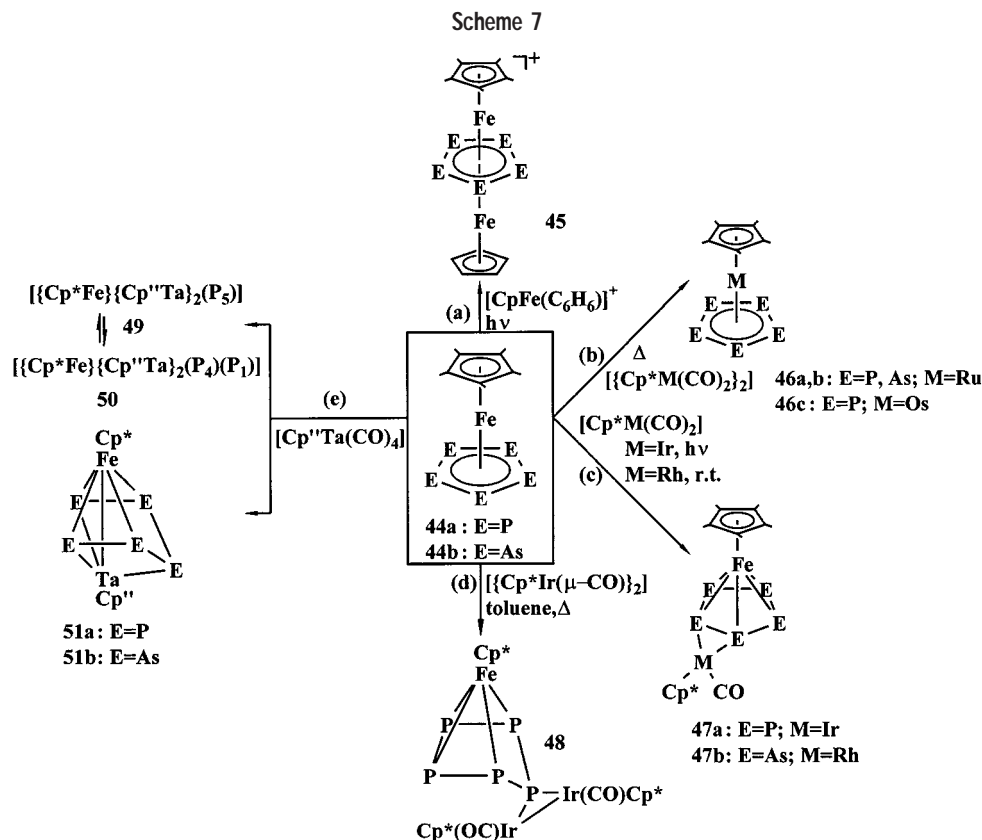 Scheme 7
⁊+
Fe
E E
E E
E
Fe
45
[{Cp*Fe}{Cp"Ta}₂(P₅)]
49
[{Cp*Fe}{Cp"Ta}₂(P₄)(P₁)]
50
(a)
[CpFe(C₆H₆)]⁺
hν
M
E E
E E
E
(b)
Δ
[{Cp*M(CO)₂}₂]
46a,b: E=P, As; M=Ru
46c: E=P; M=Os
(e)
[Cp"Ta(CO)₄]
Fe
E E
E E
E
44a: E=P
44b: E=As
[Cp*M(CO)₂]
M=Ir, hν
M=Rh, r.t.
(c)
Cp*
Fe
E E
E E
E
Ta
Cp"
51a: E=P
51b: E=As
(d)
[{Cp*Ir(μ−CO)}₂]
toluene,Δ
Fe
E E
E E E
M
Cp* CO
47a: E=P; M=Ir
47b: E=As; M=Rh
Cp*
Fe
P P
48
P P
P Ir(CO)Cp*
Cp*(OC)Ir